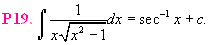 P19. ∫ 1/(x√(x² − 1)) dx = sec⁻¹ x + c.